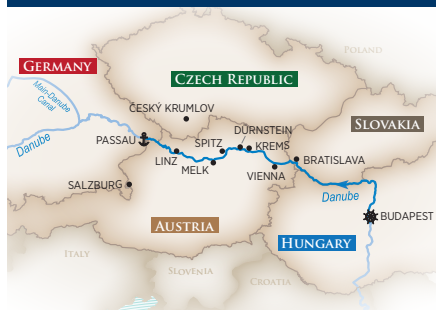 POLAND
GERMANY
CZECH REPUBLIC
Main-Danube
Canal
ČESKÝ KRUMLOV
SLOVAKIA
DÜRNSTEIN
PASSAU
SPITZ
KREMS
Danube
LINZ
BRATISLAVA
MELK
VIENNA
SALZBURG
Danube
BUDAPEST
AUSTRIA
HUNGARY
ITALY
SLOVENIA
CROATIA